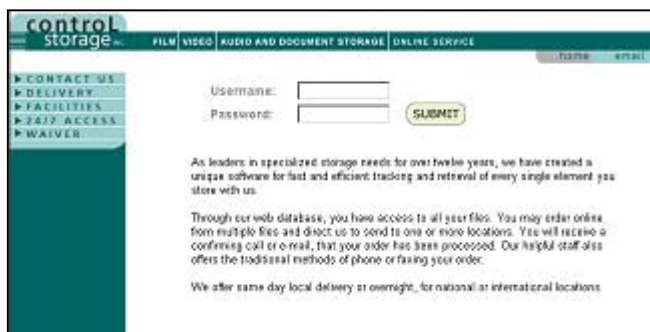 control
storage inc.
FILM VIDEO AUDIO AND DOCUMENT STORAGE ONLINE SERVICE
home email
CONTACT US
DELIVERY
FACILITIES
24/7 ACCESS
WAIVER
Username:
Password: SUBMIT
As leaders in specialized storage needs for over twelve years, we have created a
unique software for fast and efficient tracking and retrieval of every single element you
store with us.
Through our web database, you have access to all your files. You may order online
from multiple files and direct us to send to one or more locations. You will receive a
confirming call or e-mail, that your order has been processed. Our helpful staff also
offers the traditional methods of phone or faxing your order.
We offer same day local delivery or overnight, for national or international locations.